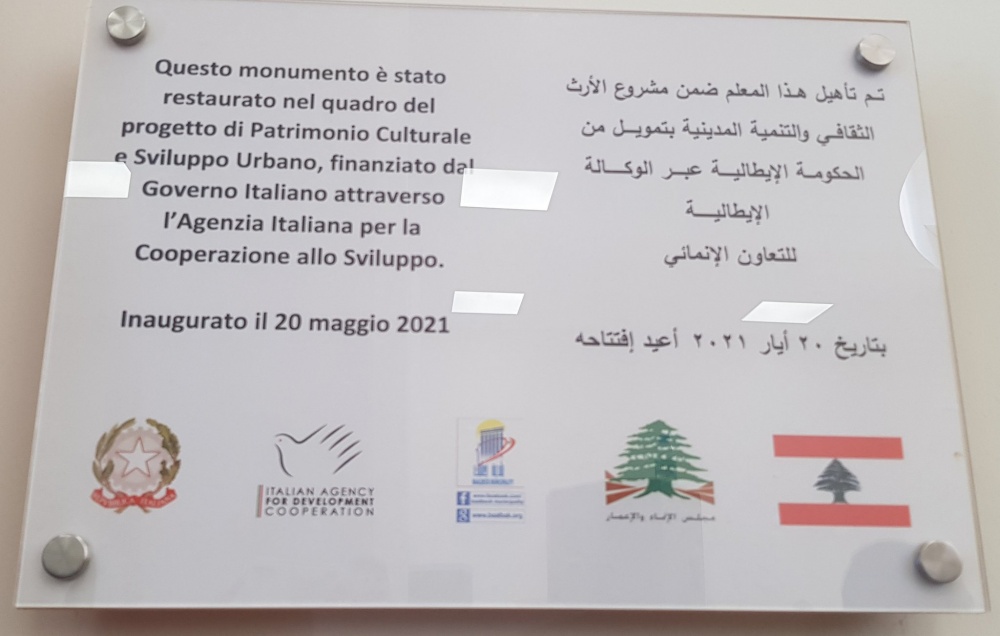 Questo monumento è stato
restaurato nel quadro del
progetto di Patrimonio Culturale
e Sviluppo Urbano, finanziato dal
Governo Italiano attraverso
l'Agenzia Italiana per la
Cooperazione allo Sviluppo.
Inaugurato il 20 maggio 2021
تم تأهيل هذا المعلم ضمن مشروع الأرث
الثقافي والتنمية المدينية بتمويل من
الحكومة الإيطالية عبر الوكالة
الإيطالية
للتعاون الإنمائي
بتاريخ ٢٠ أيار ٢٠٢١ أعيد إفتتاحه
ITALIAN AGENCY
FOR DEVELOPMENT
COOPERATION
مجلس الإنماء والإعمار